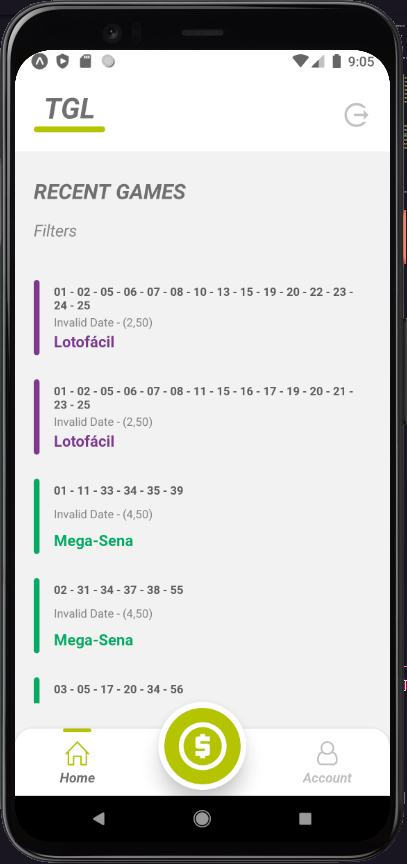 9:05
TGL
RECENT GAMES
Filters
01 - 02 - 05 - 06 - 07 - 08 - 10 - 13 - 15 - 19 - 20 - 22 - 23 -
24 - 25
Invalid Date - (2,50)
Lotofácil
01 - 02 - 05 - 06 - 07 - 08 - 11 - 15 - 16 - 17 - 19 - 20 - 21 -
23 - 25
Invalid Date - (2,50)
Lotofácil
01 - 11 - 33 - 34 - 35 - 39
Invalid Date - (4,50)
Mega-Sena
02 - 31 - 34 - 37 - 38 - 55
Invalid Date - (4,50)
Mega-Sena
03 - 05 - 17 - 20 - 34 - 56
$
Home
Account